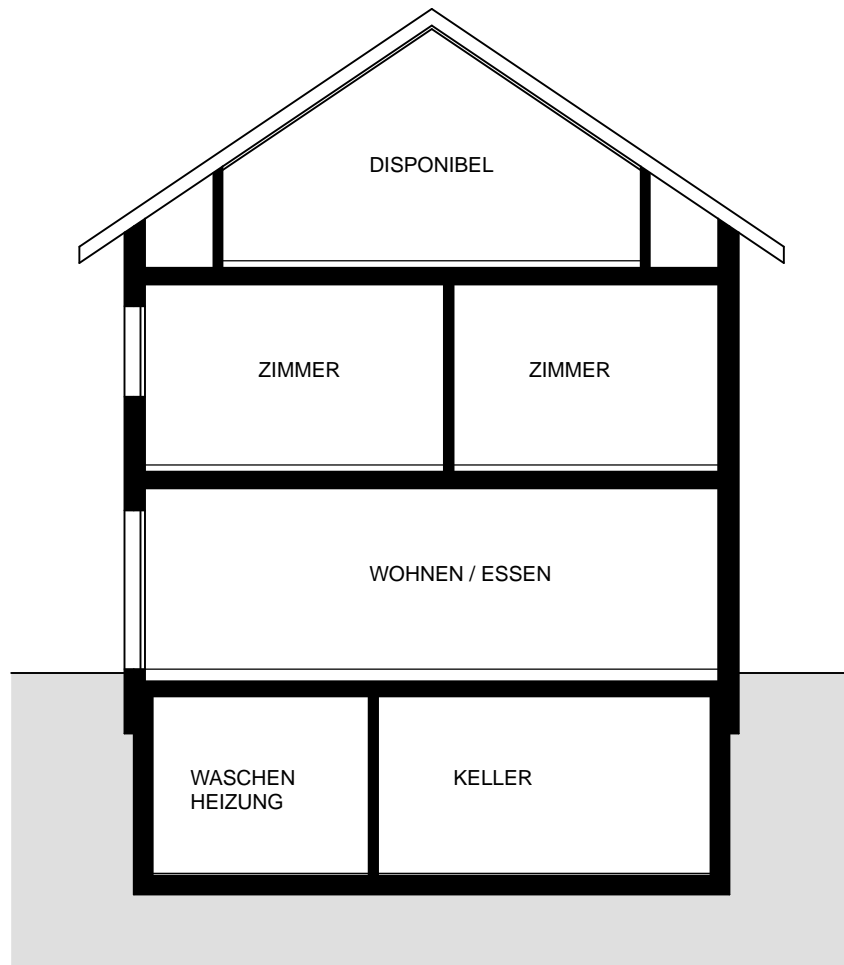 DISPONIBEL
ZIMMER
ZIMMER
WOHNEN / ESSEN
WASCHEN
HEIZUNG
KELLER